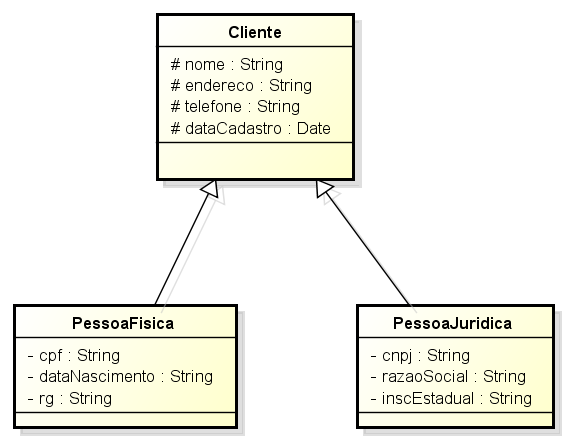 Cliente
# nome : String
# endereco : String
# telefone : String
# dataCadastro : Date
PessoaFisica
- cpf : String
- dataNascimento : String
- rg : String
PessoaJuridica
- cnpj : String
- razaoSocial : String
- inscEstadual : String